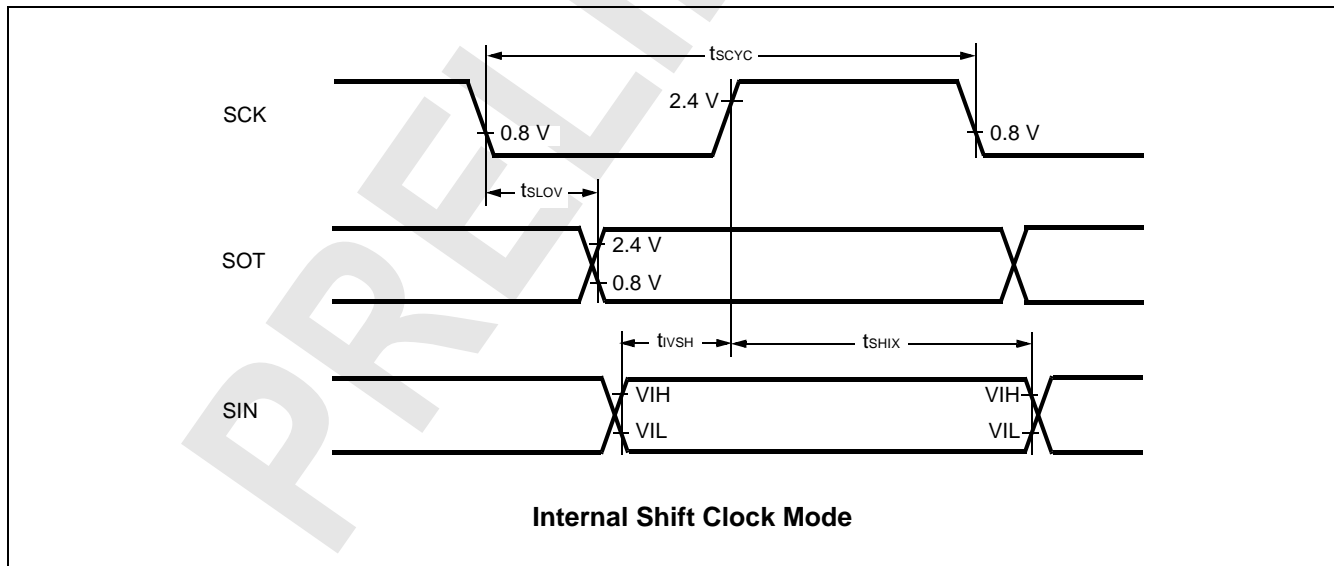 tSCYC
SCK
2.4 V
0.8 V
0.8 V
tSLOV
SOT
2.4 V
0.8 V
tIVSH
tSHIX
SIN
VIH
VIH
VIL
VIL
Internal Shift Clock Mode
PRELI